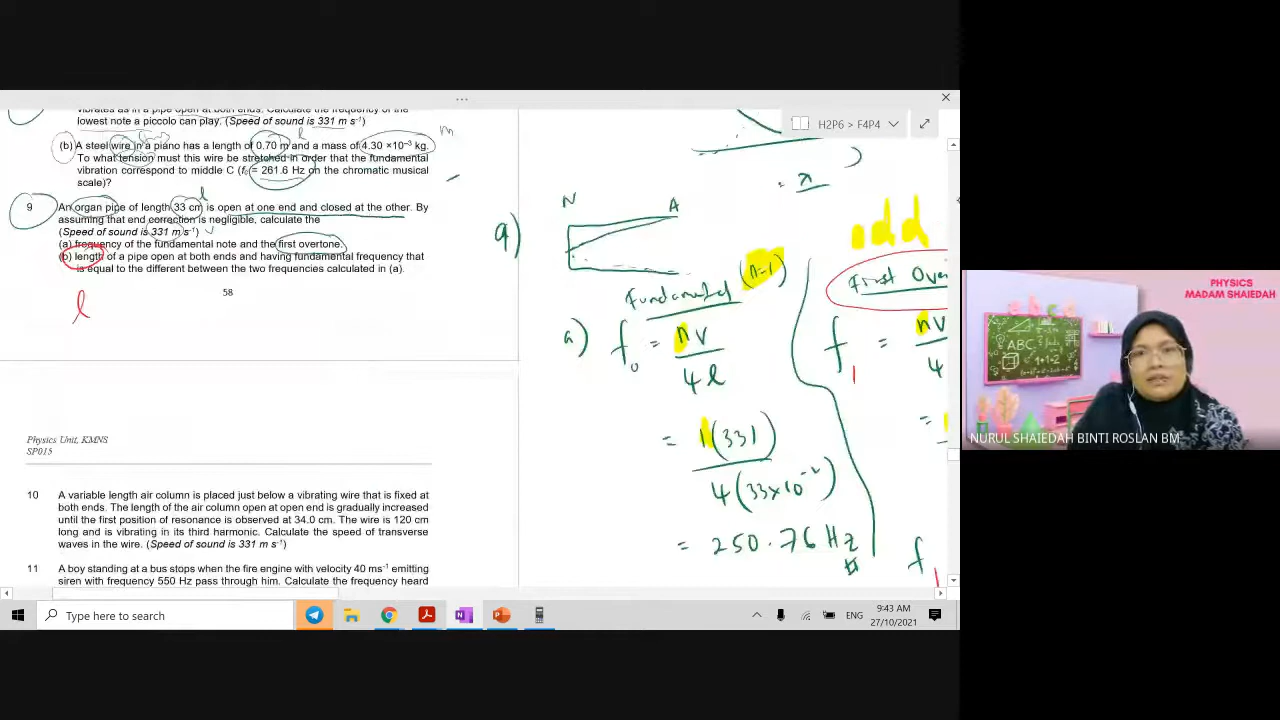 vibrates as in a pipe open at both ends. Calculate the frequency of the
lowest note a piccolo can play. (Speed of sound is 331 m s⁻¹)
(b) A steel wire in a piano has a length of 0.70 m and a mass of 4.30 ×10⁻³ kg.
To what tension must this wire be stretched in order that the fundamental
vibration correspond to middle C (f = 261.6 Hz on the chromatic musical
scale)?
9 An organ pipe of length 33 cm is open at one end and closed at the other. By
assuming that end correction is negligible, calculate the
(Speed of sound is 331 m s⁻¹)
(a) frequency of the fundamental note and the first overtone.
(b) length of a pipe open at both ends and having fundamental frequency that
is equal to the different between the two frequencies calculated in (a).
l
58
Physics Unit, KMNS
SP015
10 A variable length air column is placed just below a vibrating wire that is fixed at
both ends. The length of the air column open at open end is gradually increased
until the first position of resonance is observed at 34.0 cm. The wire is 120 cm
long and is vibrating in its third harmonic. Calculate the speed of transverse
waves in the wire. (Speed of sound is 331 m s⁻¹)
11 A boy standing at a bus stops when the fire engine with velocity 40 ms⁻¹ emitting
siren with frequency 550 Hz pass through him. Calculate the frequency heard
H2P6 > F4P4
9)
N A
Fundamental (n=1)
a) f₀ = nv
4l
= 1(331)
4(33×10⁻²)
= 250.76 Hz
odd
First Over
f₁ = nv
4
=
f₁
PHYSICS
MADAM SHAIEDAH
ABC
1+1=2
NURUL SHAIEDAH BINTI ROSLAN BM
Type here to search
ENG
9:43 AM
27/10/2021